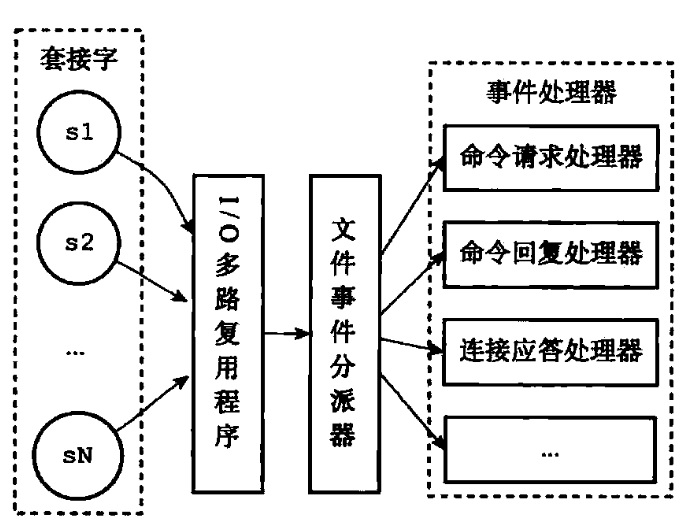 套接字
s1
s2
...
sN
I/O多路复用程序
文件事件分派器
事件处理器
命令请求处理器
命令回复处理器
连接应答处理器
...